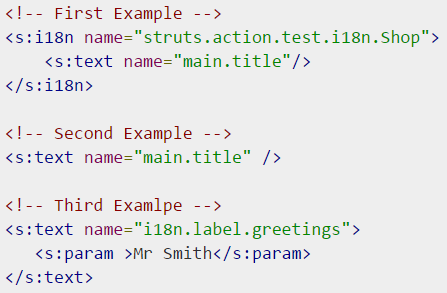 <!-- First Example -->
<s:i18n name="struts.action.test.i18n.Shop">
    <s:text name="main.title"/>
</s:i18n>

<!-- Second Example -->
<s:text name="main.title" />

<!-- Third Examlpe -->
<s:text name="i18n.label.greetings">
   <s:param >Mr Smith</s:param>
</s:text>